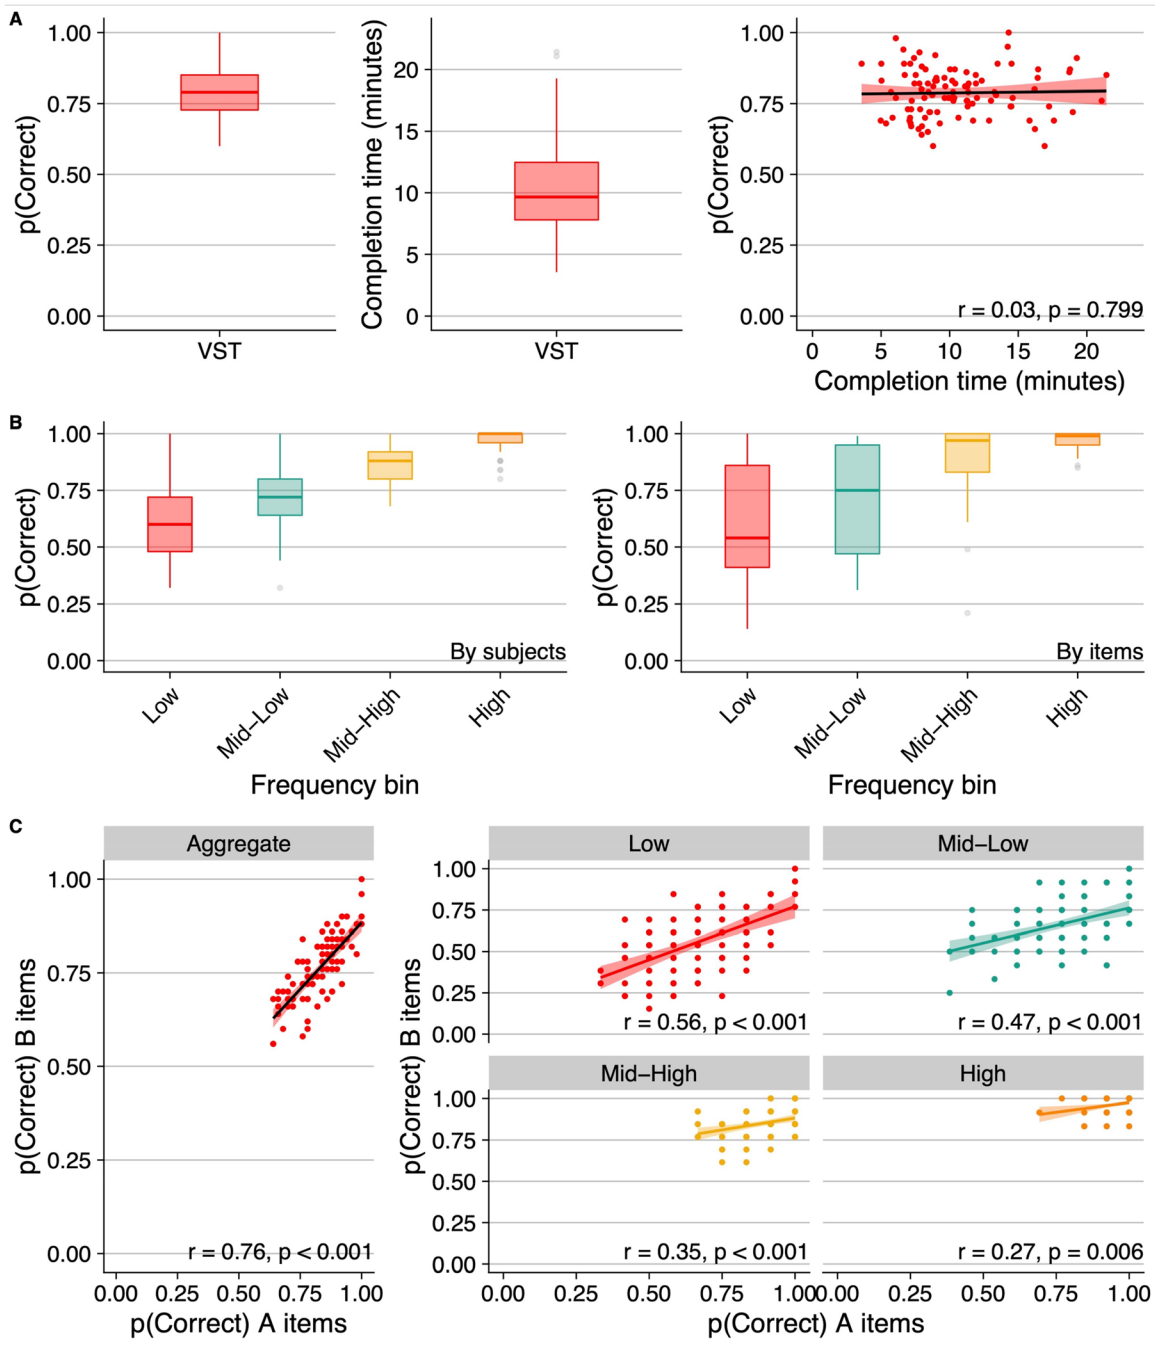 A
p(Correct)
1.00
0.75
0.50
0.25
0.00
VST
Completion time (minutes)
20
15
10
5
0
VST
p(Correct)
1.00
0.75
0.50
0.25
0.00
r = 0.03, p = 0.799
0 5 10 15 20
Completion time (minutes)
B
p(Correct)
1.00
0.75
0.50
0.25
0.00
By subjects
Low Mid–Low Mid–High High
Frequency bin
p(Correct)
1.00
0.75
0.50
0.25
0.00
By items
Low Mid–Low Mid–High High
Frequency bin
C
Aggregate
p(Correct) B items
1.00
0.75
0.50
0.25
0.00
r = 0.76, p < 0.001
0.00 0.25 0.50 0.75 1.00
p(Correct) A items
p(Correct) B items
Low
1.00
0.75
0.50
0.25
0.00
r = 0.56, p < 0.001
Mid–Low
r = 0.47, p < 0.001
Mid–High
1.00
0.75
0.50
0.25
0.00
r = 0.35, p < 0.001
High
r = 0.27, p = 0.006
0.00 0.25 0.50 0.75 1.00
0.00 0.25 0.50 0.75 1.00
p(Correct) A items